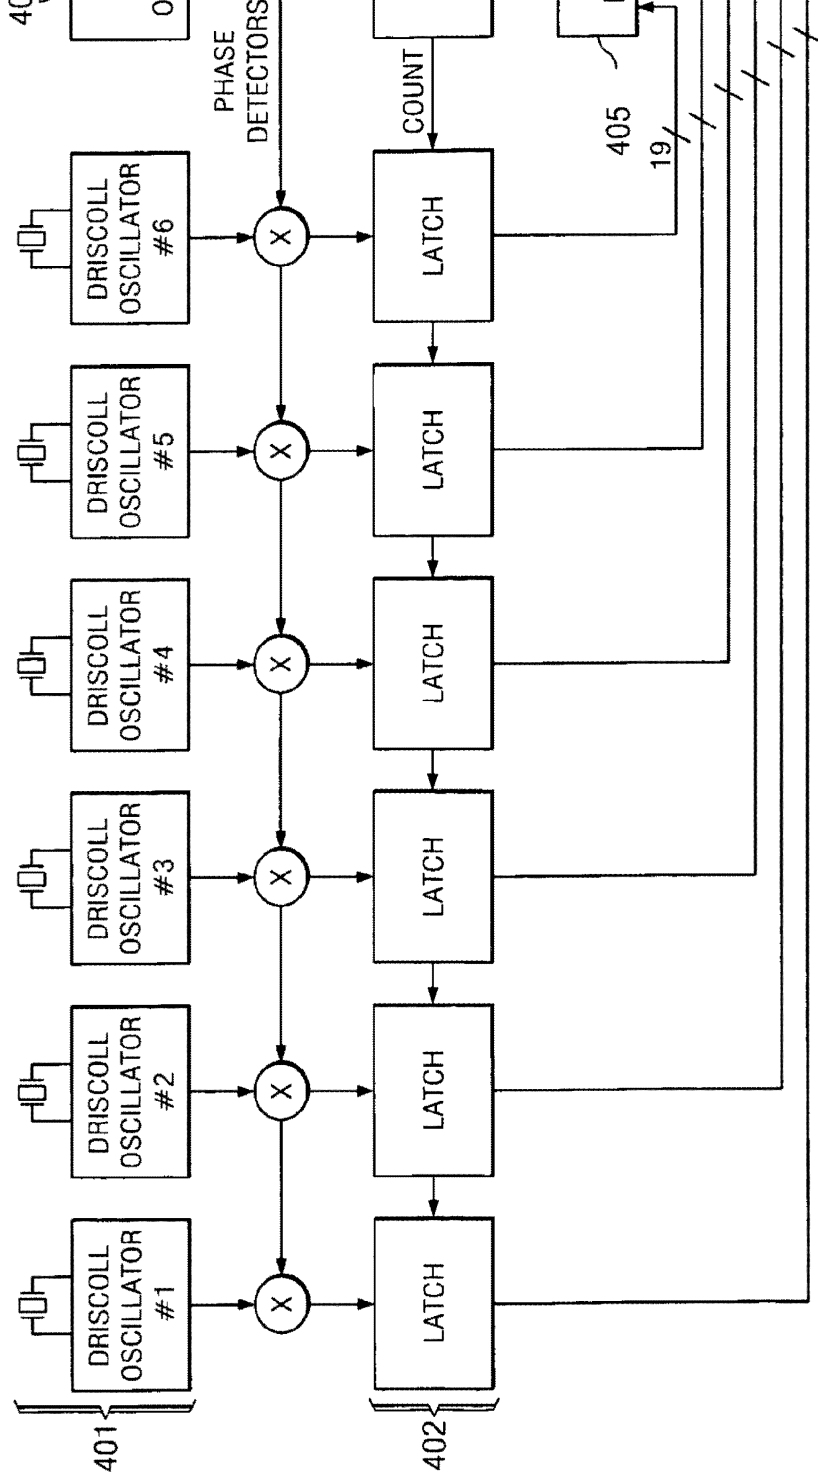 401
DRISCOLL
OSCILLATOR
#1
DRISCOLL
OSCILLATOR
#2
DRISCOLL
OSCILLATOR
#3
DRISCOLL
OSCILLATOR
#4
DRISCOLL
OSCILLATOR
#5
DRISCOLL
OSCILLATOR
#6
PHASE
DETECTORS
X
X
X
X
X
X
402
LATCH
LATCH
LATCH
LATCH
LATCH
LATCH
COUNT
405
19